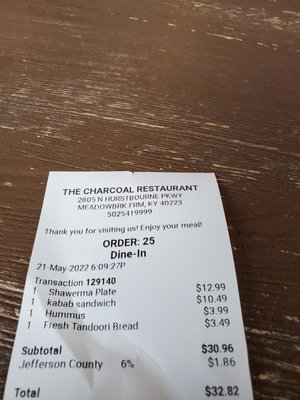 THE CHARCOAL RESTAURANT
2805 N HURSTBOURNE PKWY
MEADOWBRK FRM, KY 40223
5025419999
Thank you for visiting us! Enjoy your meal!
ORDER: 25
Dine-In
21-May-2022 6:09:27P
Transaction 129140
1 Shawerma Plate $12.99
1 kabab sandwich $10.49
1 Hummus $3.99
1 Fresh Tandoori Bread $3.49
Subtotal $30.96
Jefferson County 6% $1.86
Total $32.82